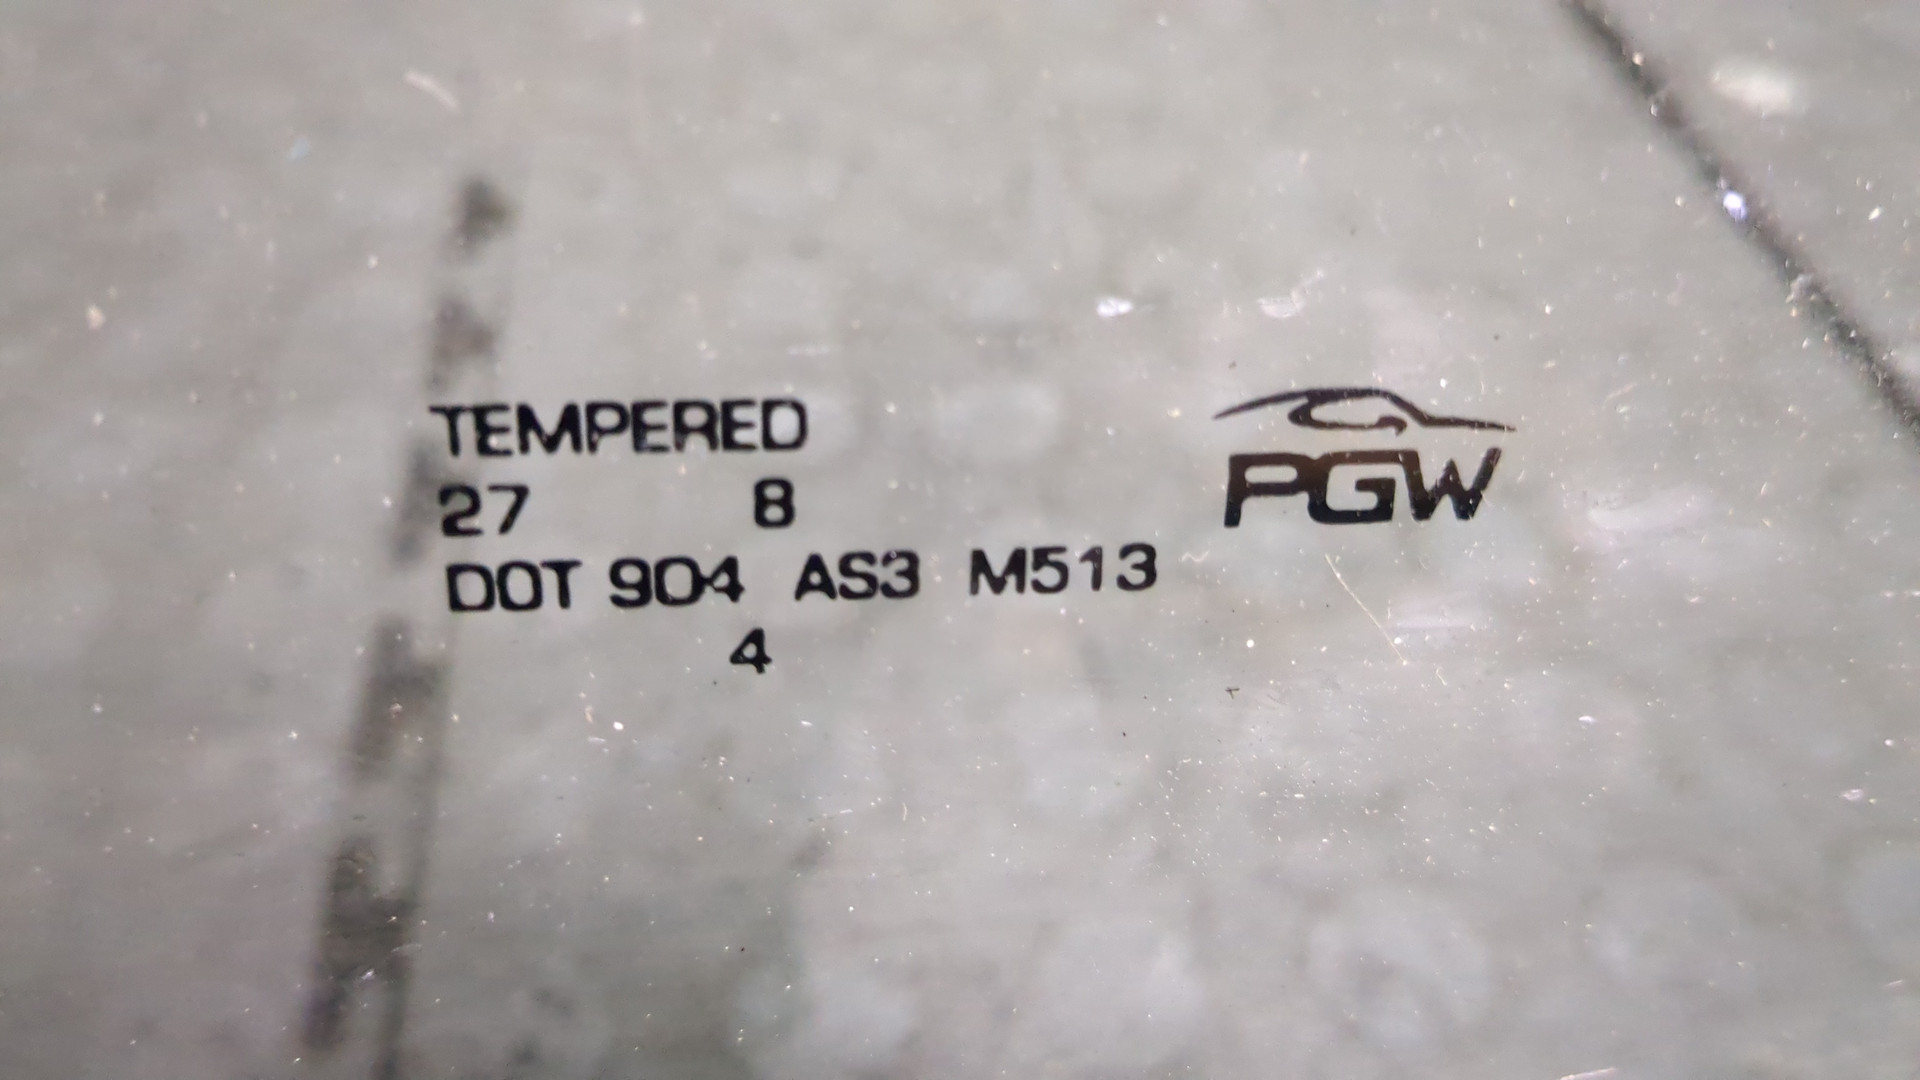 TEMPERED
27 8
DOT 904 AS3 M513
4
PGW